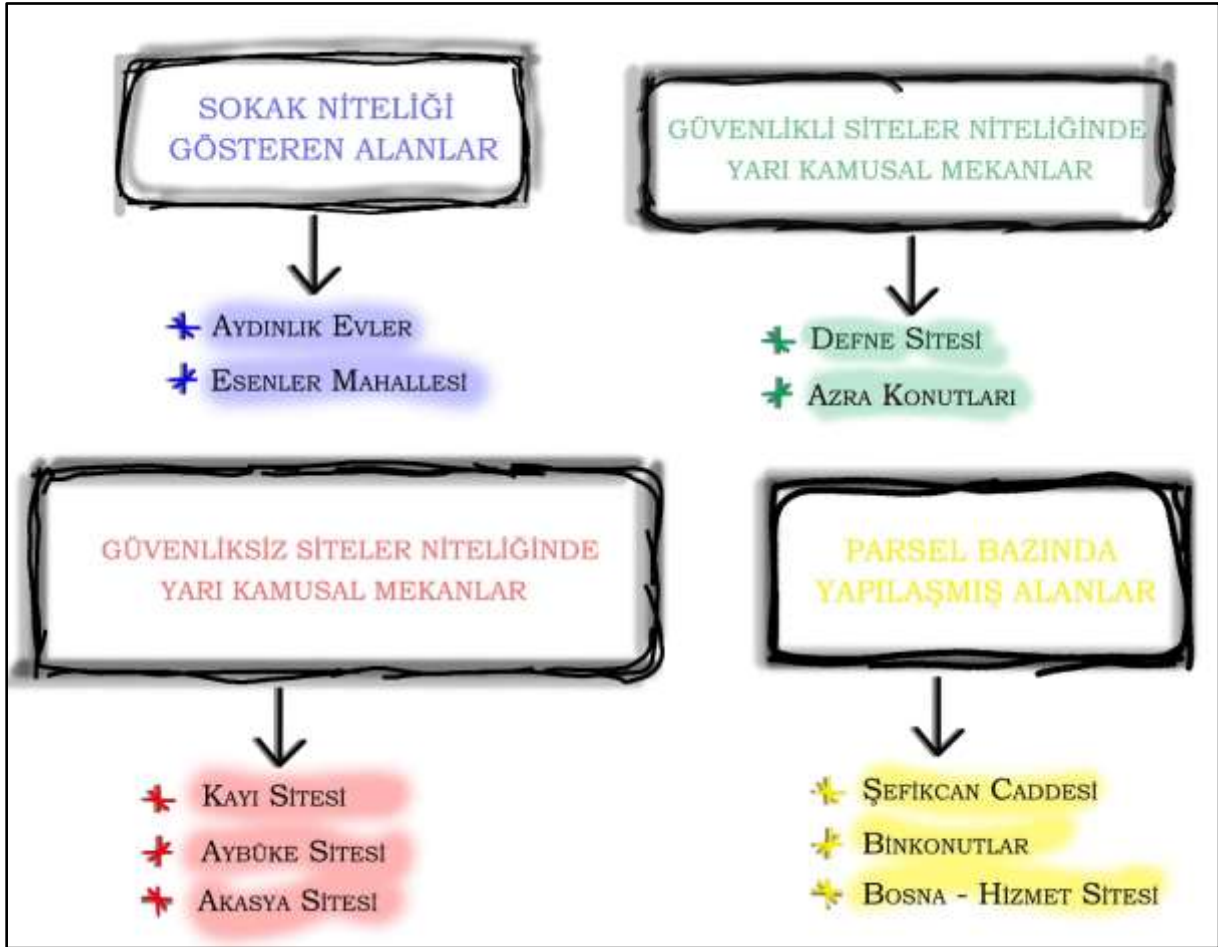 SOKAK NİTELİĞİ
GÖSTEREN ALANLAR
AYDINLIK EVLER
ESENLER MAHALLESİ
GÜVENLİKLİ SİTELER NİTELİĞİNDE
YARI KAMUSAL MEKANLAR
DEFNE SİTESİ
AZRA KONUTLARI
GÜVENLİKSİZ SİTELER NİTELİĞİNDE
YARI KAMUSAL MEKANLAR
KAYI SİTESİ
AYBÜKE SİTESİ
AKASYA SİTESİ
PARSEL BAZINDA
YAPILAŞMIŞ ALANLAR
ŞEFİKCAN CADDESİ
BİNKONUTLAR
BOSNA - HİZMET SİTESİ